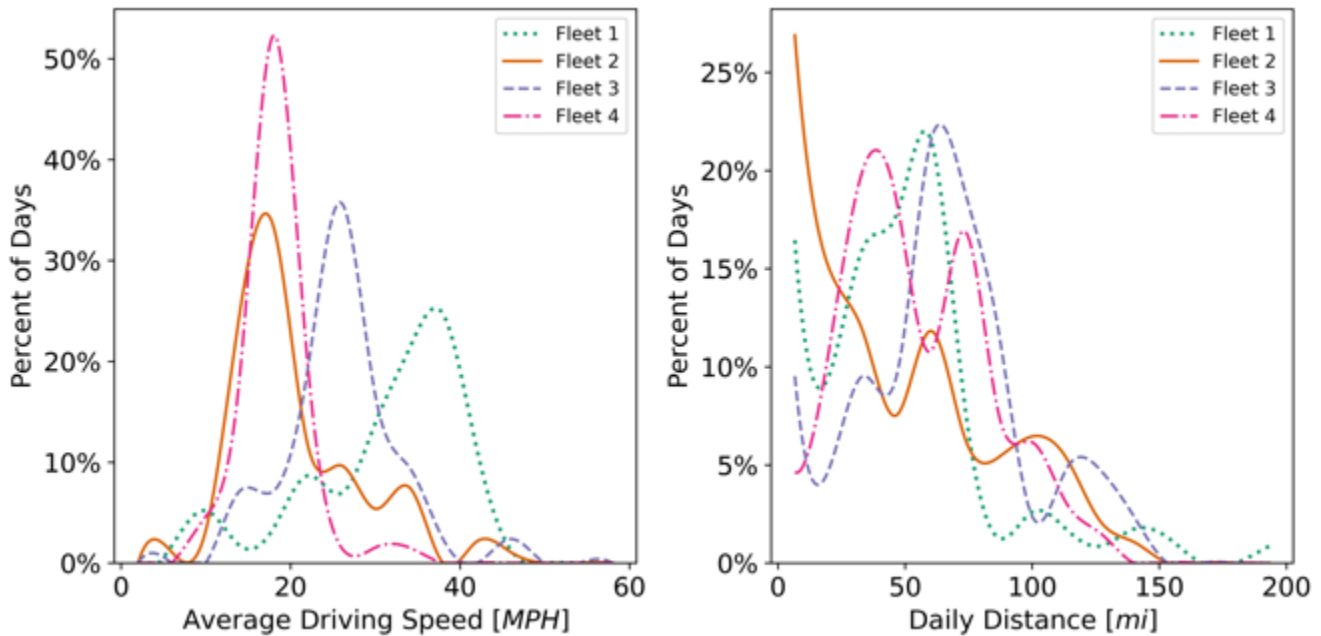 50%
40%
30%
20%
10%
0%
Percent of Days
0
20
40
60
Average Driving Speed [MPH]
Fleet 1
Fleet 2
Fleet 3
Fleet 4
25%
20%
15%
10%
5%
0%
Percent of Days
0
50
100
150
200
Daily Distance [mi]
Fleet 1
Fleet 2
Fleet 3
Fleet 4